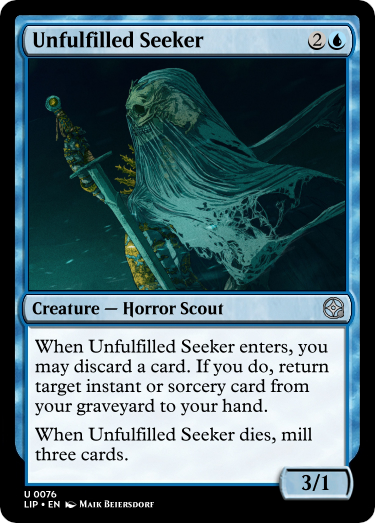 Unfulfilled Seeker 2
Creature — Horror Scout
When Unfulfilled Seeker enters, you
may discard a card. If you do, return
target instant or sorcery card from
your graveyard to your hand.
When Unfulfilled Seeker dies, mill
three cards.
3/1
U 0076
LIP • EN Maik Beiersdorf